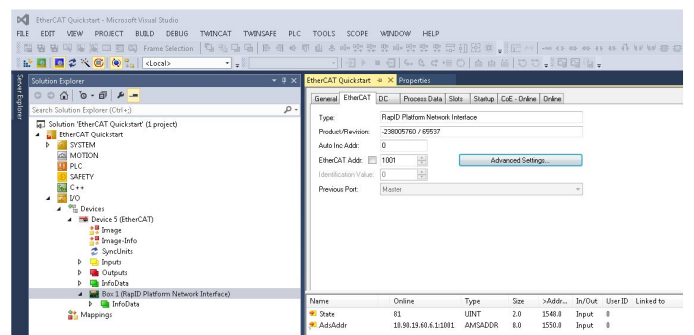 EtherCAT Quickstart - Microsoft Visual Studio
FILE EDIT VIEW PROJECT BUILD DEBUG TWINCAT TWINSAFE PLC TOOLS SCOPE WINDOW HELP
Frame Selection
<Local>
Server Explorer
Solution Explorer
Search Solution Explorer (Ctrl+;)
Solution 'EtherCAT Quickstart' (1 project)
EtherCAT Quickstart
SYSTEM
MOTION
PLC
SAFETY
C++
I/O
Devices
Device 5 (EtherCAT)
Image
Image-Info
SyncUnits
Inputs
Outputs
InfoData
Box 1 (RapID Platform Network Interface)
InfoData
Mappings
EtherCAT Quickstart Properties
General EtherCAT DC Process Data Slots Startup CoE - Online Online
Type: RapID Platform Network Interface
Product/Revision: -238005760 / 65537
Auto Inc Addr: 0
EtherCAT Addr: 1001 Advanced Settings...
Identification Value: 0
Previous Port: Master
Name Online Type Size >Addr... In/Out User ID Linked to
State 81 UINT 2.0 1548.0 Input 0
AdsAddr 10.90.19.60.6.1:1001 AMSADDR 8.0 1550.0 Input 0